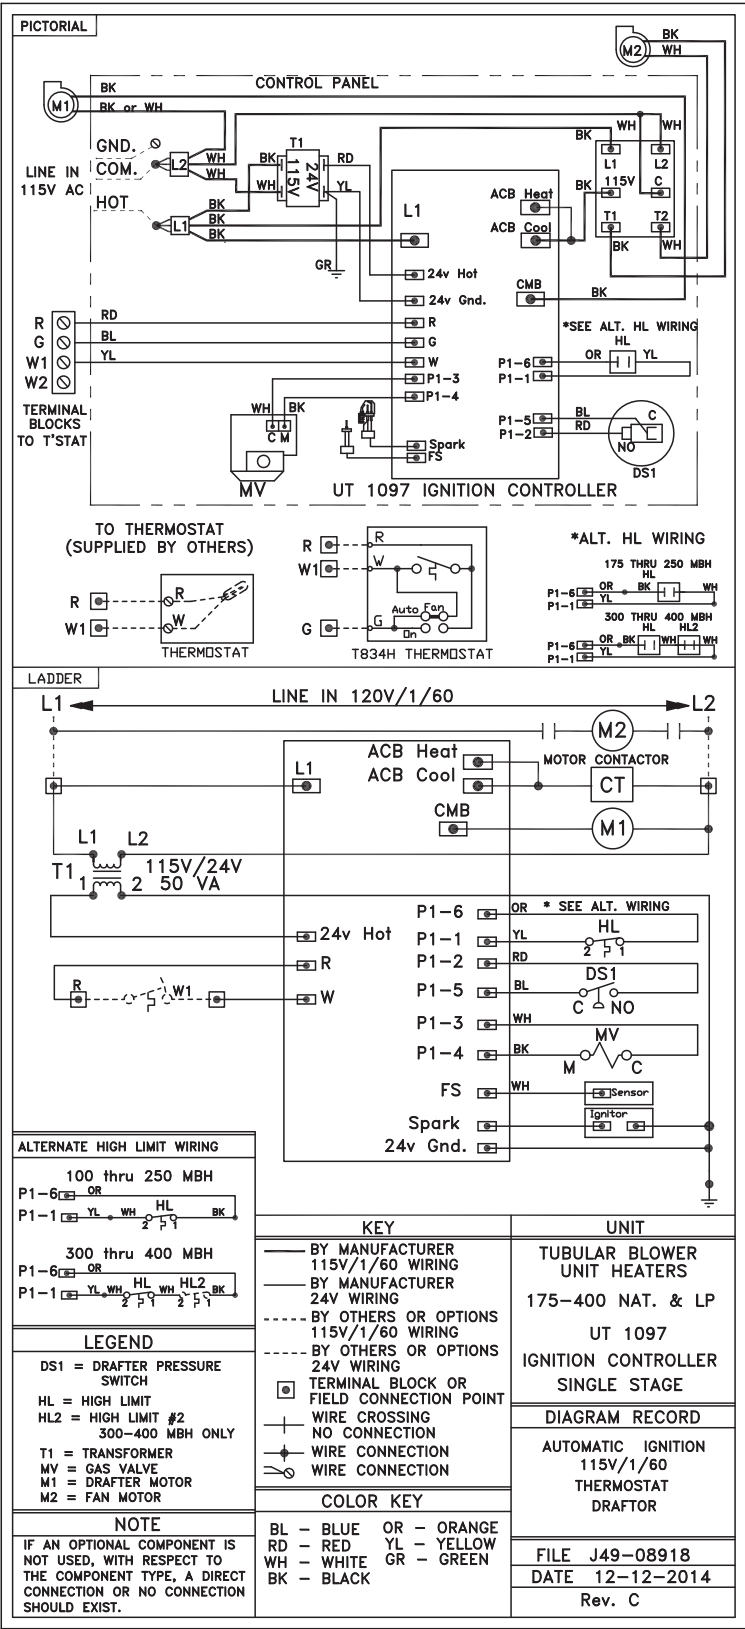 PICTORIAL
M2
BK
WH
CONTROL PANEL
M1
BK
BK or WH
GND.
COM.
LINE IN
115V AC
HOT
L2
WH
WH
L1
BK
BK
BK
T1
BK
WH
115V
24V
RD
YL
GR
L1
ACB Heat
ACB Cool
BK
BK
WH
WH
L1
L2
115V
C
T1
T2
BK
WH
24v Hot
24v Gnd.
CMB
BK
R
G
W1
W2
RD
BL
YL
R
G
W
P1-3
P1-4
TERMINAL
BLOCKS
TO T'STAT
*SEE ALT. HL WIRING
HL
OR
YL
P1-6
P1-1
P1-5
P1-2
BL
RD
C
NO
DS1
WH
BK
C M
MV
Spark
FS
UT 1097 IGNITION CONTROLLER
TO THERMOSTAT
(SUPPLIED BY OTHERS)
R
W1
R
W
THERMOSTAT
R
W1
G
R
W
G
Auto Fan
On
T834H THERMOSTAT
*ALT. HL WIRING
175 THRU 250 MBH
HL
P1-6
P1-1
OR
YL
BK
WH
300 THRU 400 MBH
HL
HL2
P1-6
P1-1
OR
YL
BK
WH
WH
LADDER
L1
LINE IN 120V/1/60
L2
M2
ACB Heat
ACB Cool
MOTOR CONTACTOR
CT
L1
CMB
M1
L1
L2
T1
1
2
115V/24V
50 VA
24v Hot
R
W
R
W1
P1-6
OR
* SEE ALT. WIRING
P1-1
YL
HL
2
1
P1-2
RD
P1-5
BL
DS1
C
NO
P1-3
WH
P1-4
BK
MV
M
C
FS
WH
Sensor
Spark
Ignitor
24v Gnd.
ALTERNATE HIGH LIMIT WIRING
100 thru 250 MBH
P1-6
OR
P1-1
YL
WH
HL
2
1
BK
300 thru 400 MBH
P1-6
OR
P1-1
YL
WH
HL
2
1
WH
HL2
2
1
BK
LEGEND
DS1 = DRAFTER PRESSURE
SWITCH
HL = HIGH LIMIT
HL2 = HIGH LIMIT #2
300-400 MBH ONLY
T1 = TRANSFORMER
MV = GAS VALVE
M1 = DRAFTER MOTOR
M2 = FAN MOTOR
NOTE
IF AN OPTIONAL COMPONENT IS
NOT USED, WITH RESPECT TO
THE COMPONENT TYPE, A DIRECT
CONNECTION OR NO CONNECTION
SHOULD EXIST.
KEY
BY MANUFACTURER
115V/1/60 WIRING
BY MANUFACTURER
24V WIRING
BY OTHERS OR OPTIONS
115V/1/60 WIRING
BY OTHERS OR OPTIONS
24V WIRING
TERMINAL BLOCK OR
FIELD CONNECTION POINT
WIRE CROSSING
NO CONNECTION
WIRE CONNECTION
WIRE CONNECTION
COLOR KEY
BL - BLUE
OR - ORANGE
RD - RED
YL - YELLOW
WH - WHITE
GR - GREEN
BK - BLACK
UNIT
TUBULAR BLOWER
UNIT HEATERS
175-400 NAT. & LP
UT 1097
IGNITION CONTROLLER
SINGLE STAGE
DIAGRAM RECORD
AUTOMATIC IGNITION
115V/1/60
THERMOSTAT
DRAFTOR
FILE J49-08918
DATE 12-12-2014
Rev. C